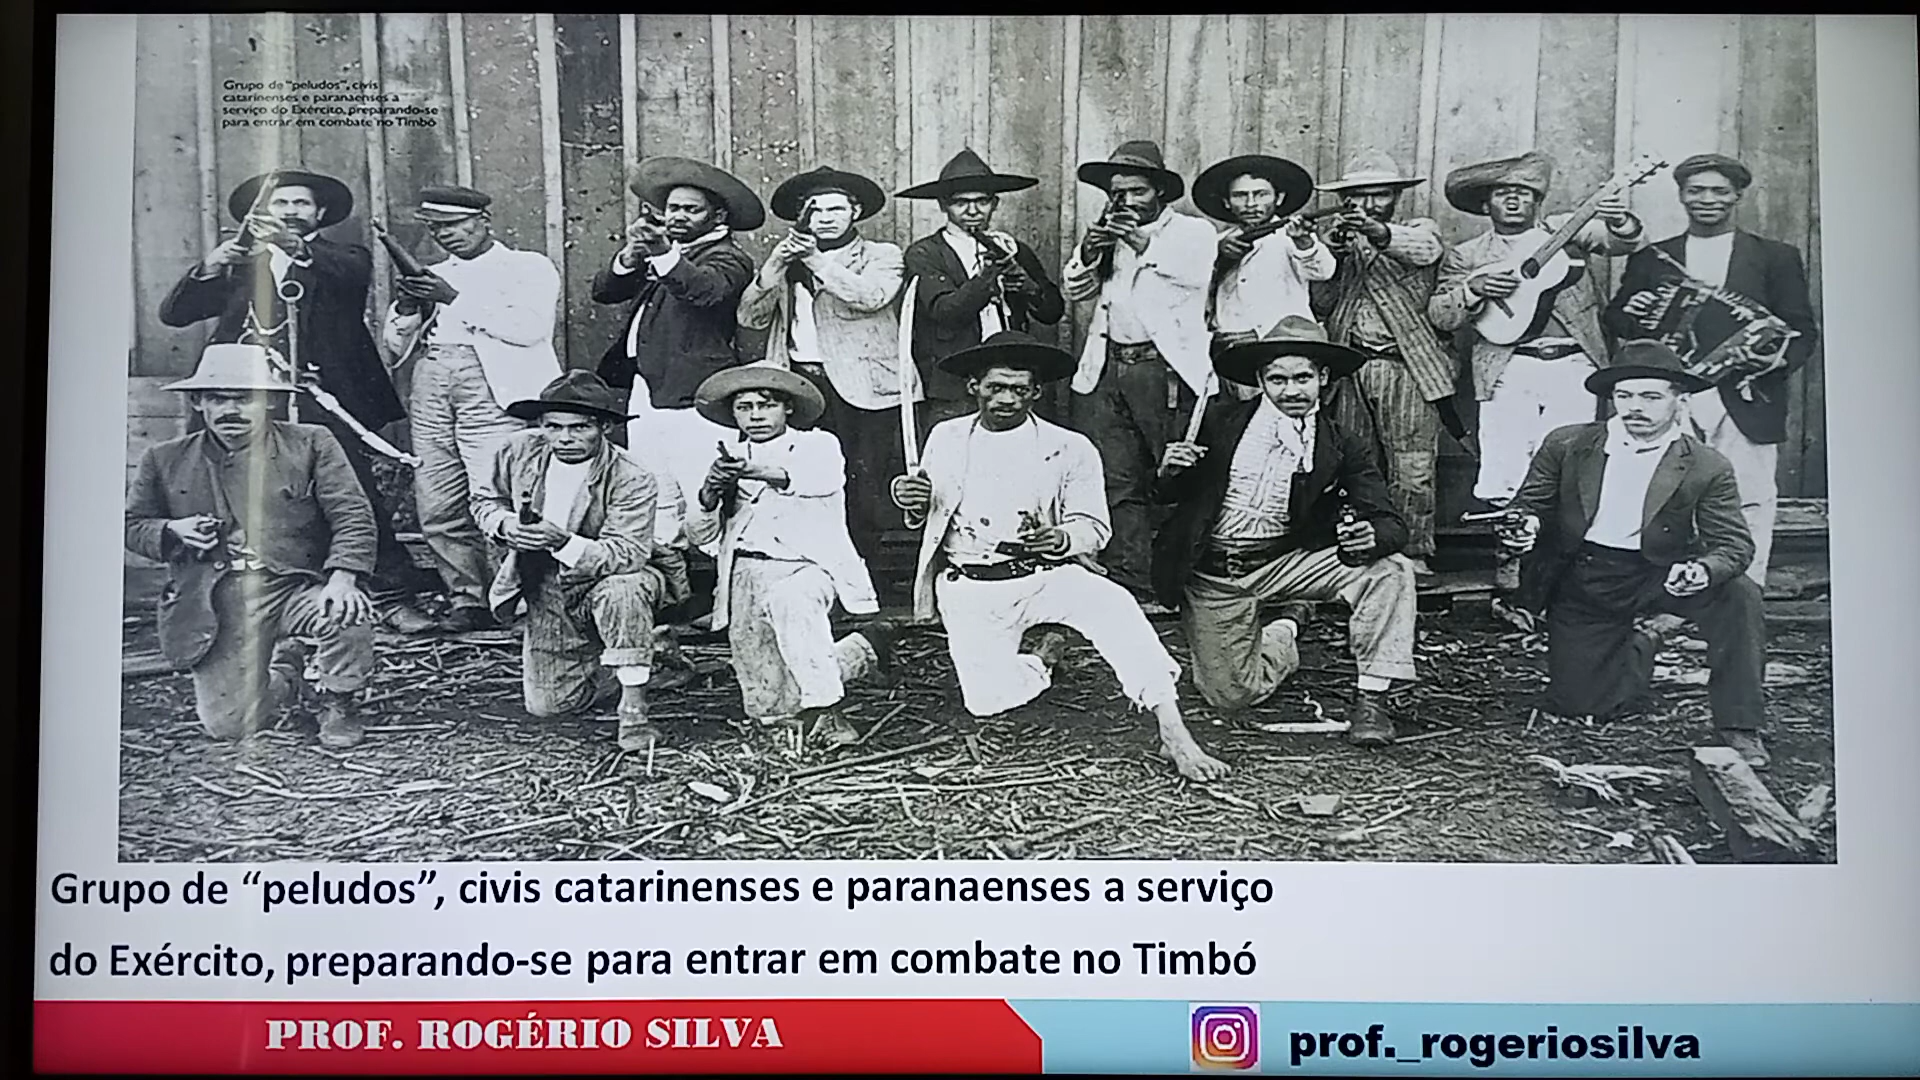 Grupo de "peludos", civis
catarinenses e paranaenses a
serviço do Exército, preparando-se
para entrar em combate no Timbó
Grupo de “peludos”, civis catarinenses e paranaenses a serviço
do Exército, preparando-se para entrar em combate no Timbó
PROF. ROGÉRIO SILVA
prof._rogeriosilva